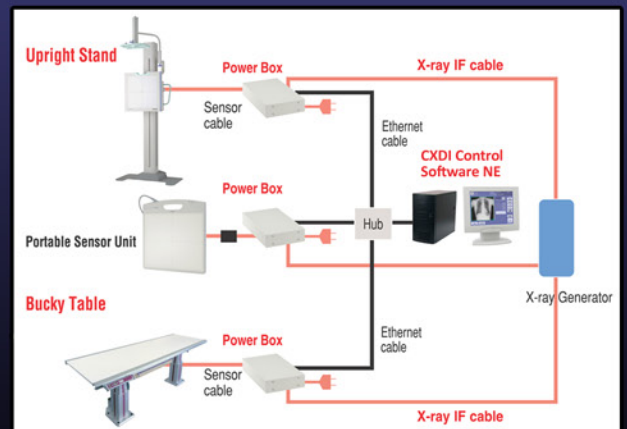 Upright Stand
Power Box
X-ray IF cable
Sensor
cable
Ethernet
cable
CXDI Control
Software NE
Power Box
Hub
Portable Sensor Unit
X-ray Generator
Bucky Table
Power Box
Ethernet
cable
Sensor
cable
X-ray IF cable